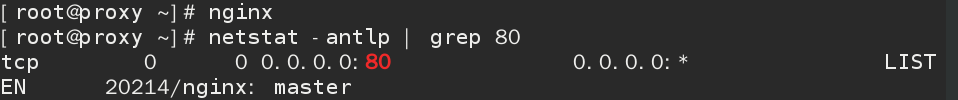 [ root@proxy ~]# nginx
[ root@proxy ~]# netstat -antlp | grep 80
tcp        0      0 0.0.0.0:80              0.0.0.0:*               LIST
EN      20214/nginx: master